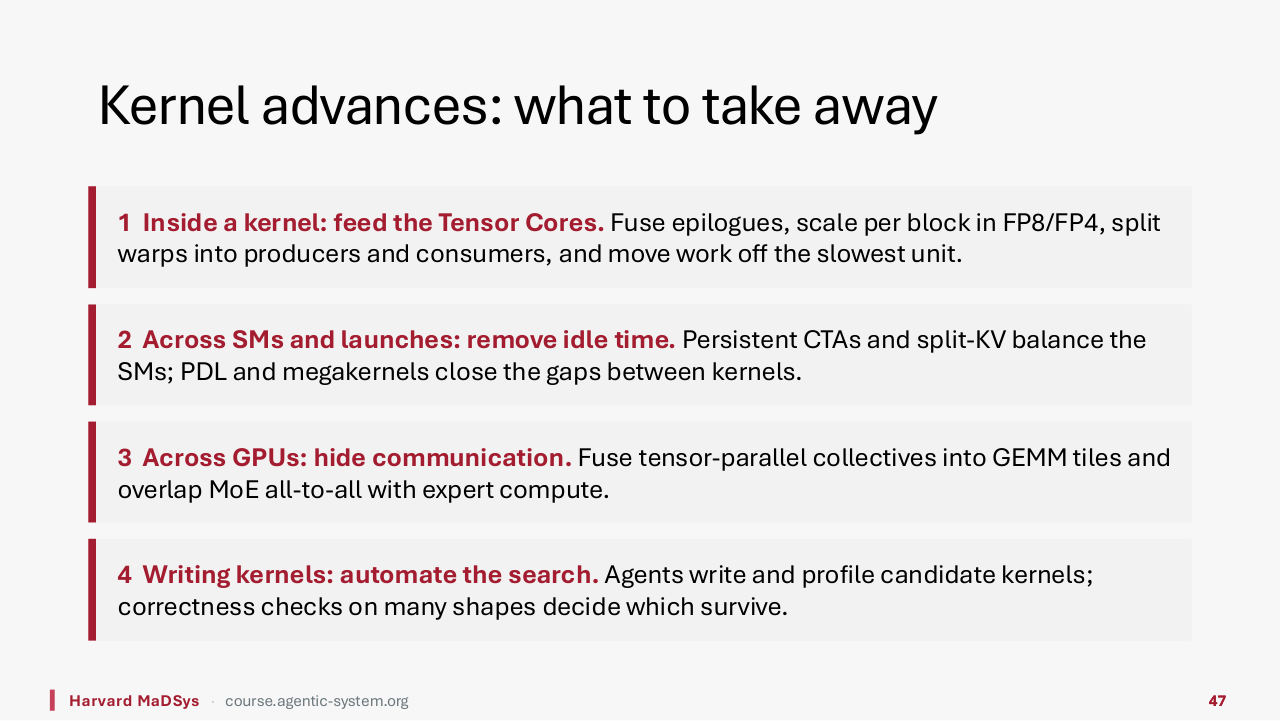 Kernel advances: what to take away
1 Inside a kernel: feed the Tensor Cores. Fuse epilogues, scale per block in FP8/FP4, split
warps into producers and consumers, and move work off the slowest unit.
2 Across SMs and launches: remove idle time. Persistent CTAs and split-KV balance the
SMs; PDL and megakernels close the gaps between kernels.
3 Across GPUs: hide communication. Fuse tensor-parallel collectives into GEMM tiles and
overlap MoE all-to-all with expert compute.
4 Writing kernels: automate the search. Agents write and profile candidate kernels;
correctness checks on many shapes decide which survive.
Harvard MaDSys · course.agentic-system.org 47